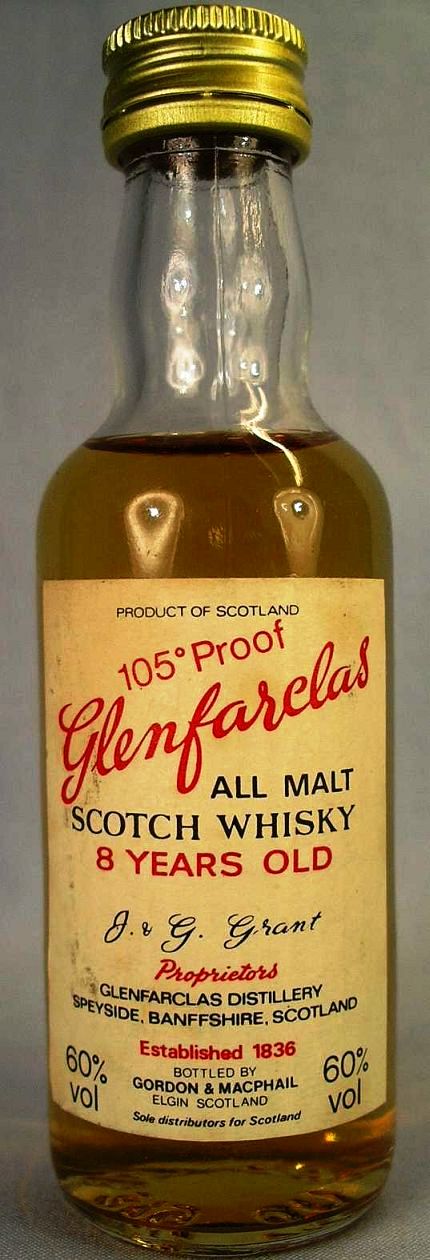 PRODUCT OF SCOTLAND
105° Proof
Glenfarclas
ALL MALT
SCOTCH WHISKY
8 YEARS OLD
J. & G. Grant
Proprietors
GLENFARCLAS DISTILLERY
SPEYSIDE, BANFFSHIRE, SCOTLAND
Established 1836
60% vol
BOTTLED BY
GORDON & MACPHAIL
ELGIN SCOTLAND
60% vol
Sole distributors for Scotland